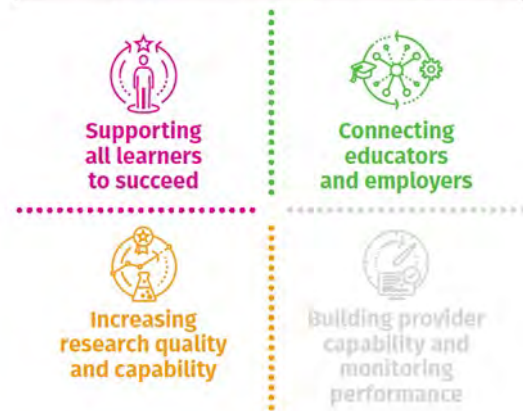 Supporting
all learners
to succeed
Connecting
educators
and employers
Increasing
research quality
and capability
Building provider
capability and
monitoring
performance